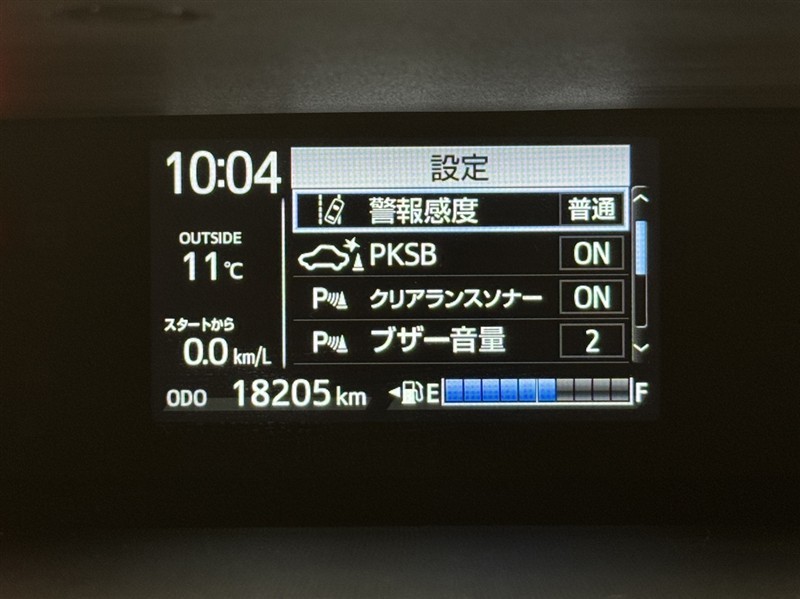 10:04
設定
警報感度 普通
OUTSIDE
11℃
PKSB ON
P クリアランスソナー ON
スタートから
0.0 km/L
P ブザー音量 2
ODO 18205 km
E F